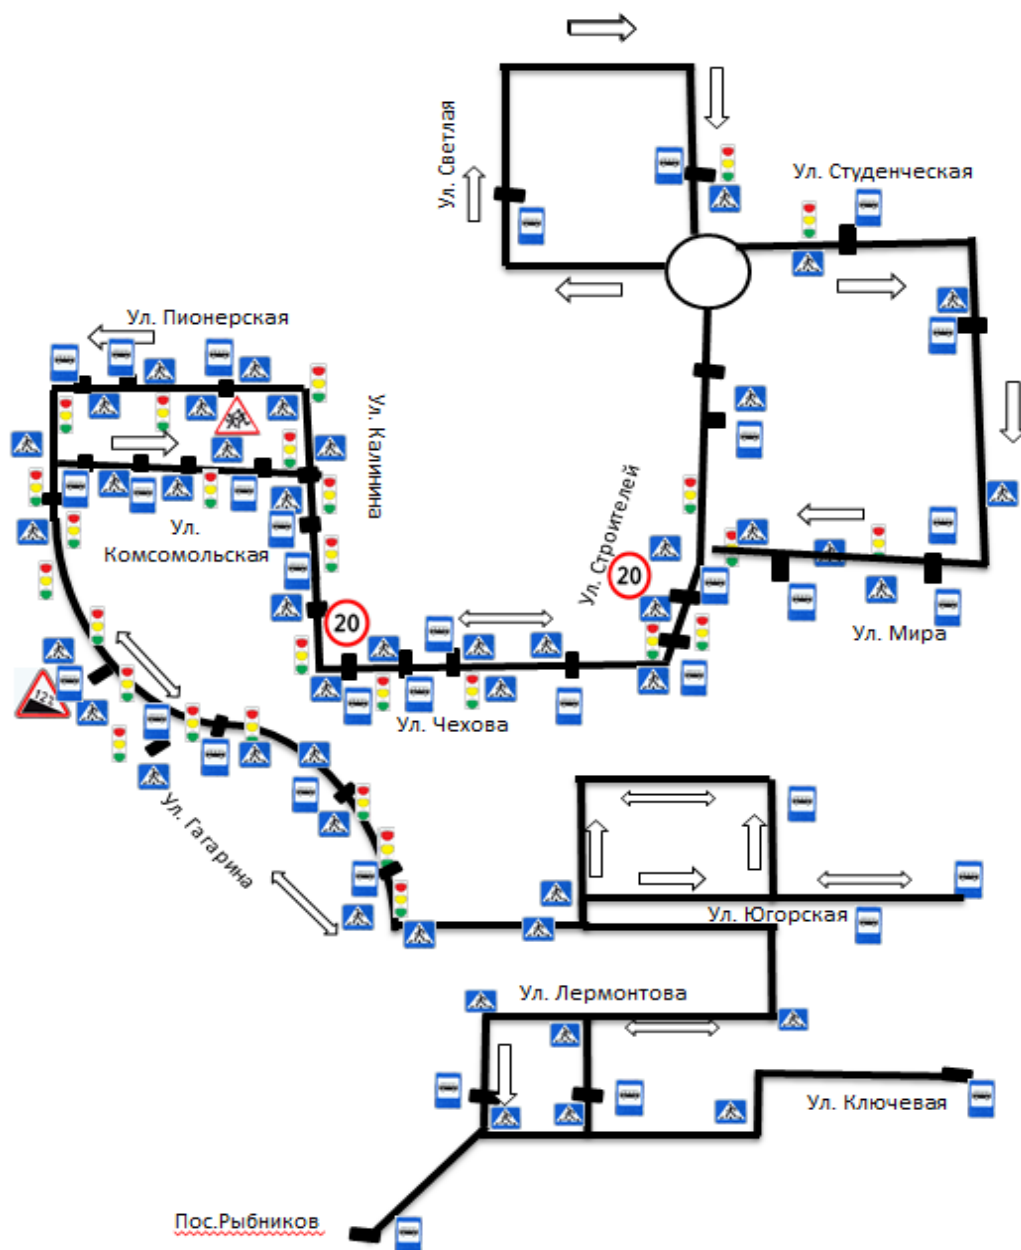 Ул. Светлая
Ул. Студенческая
Ул. Пионерская
Ул. Калинина
Ул.
Комсомольская
Ул. Строителей
20
20
Ул. Мира
12%
Ул. Чехова
Ул. Гагарина
Ул. Югорская
Ул. Лермонтова
Ул. Ключевая
Пос.Рыбников